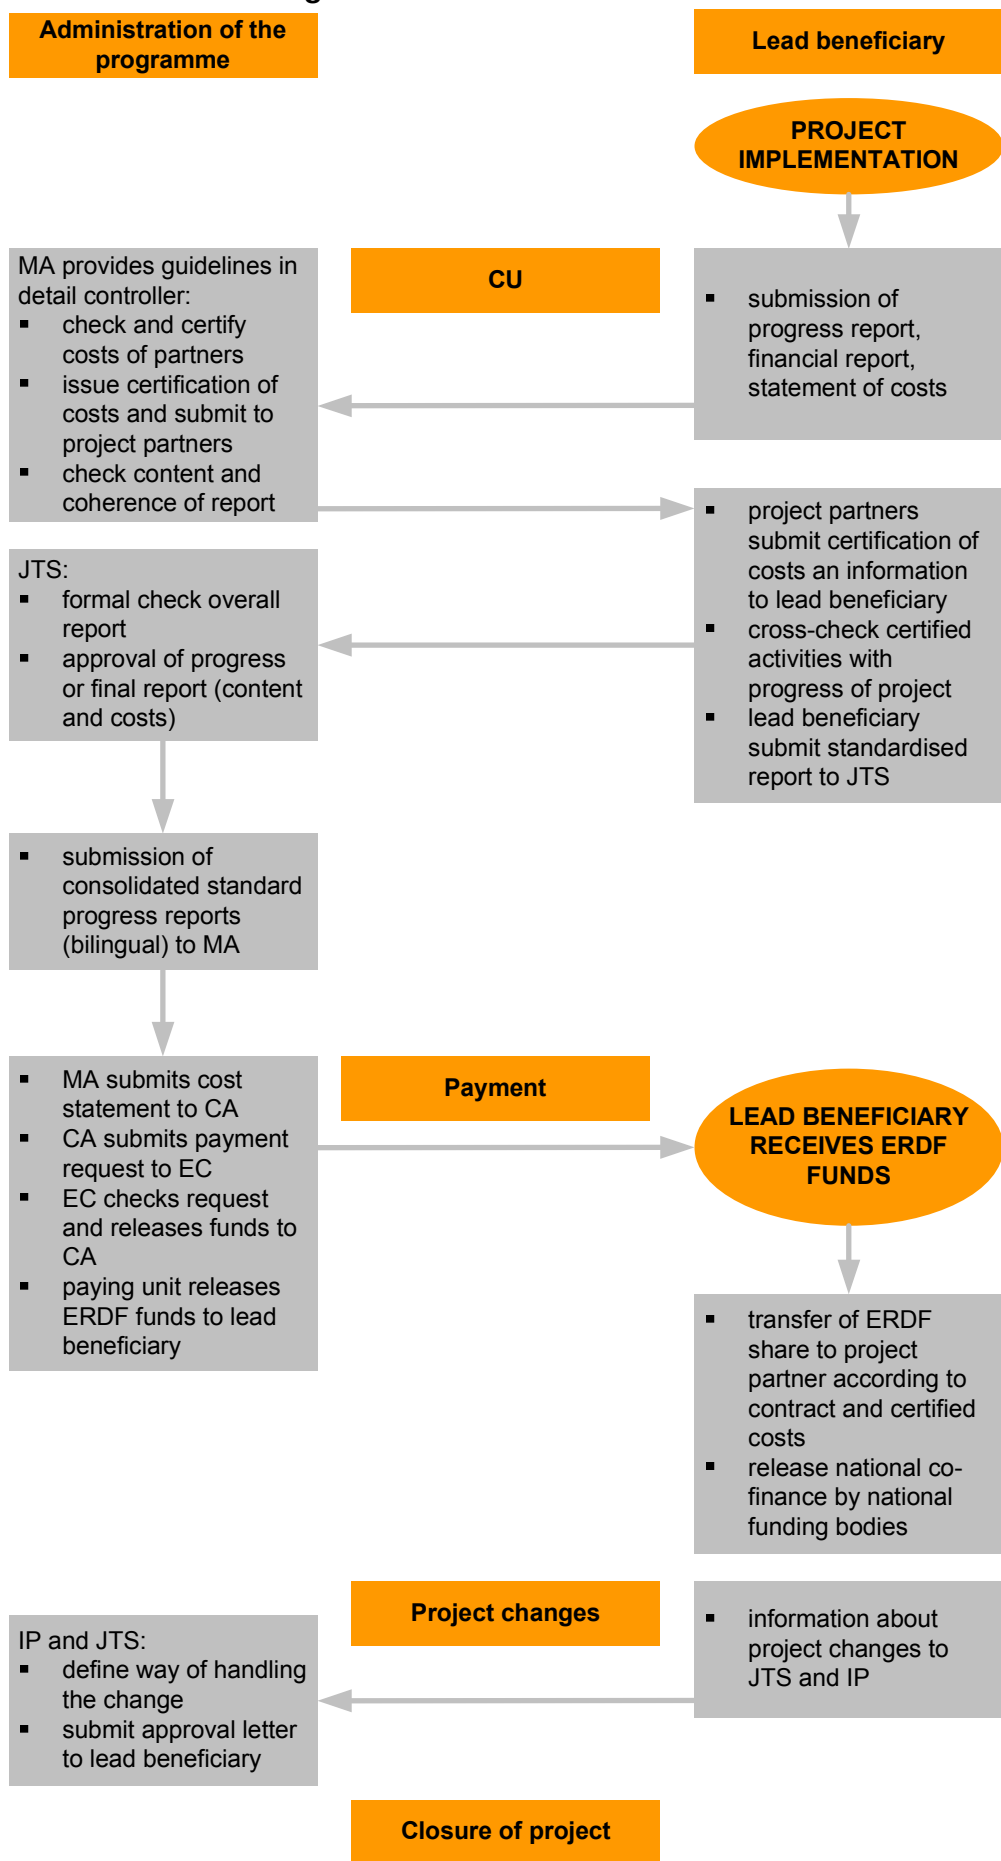 Administration of the
programme
Lead beneficiary
PROJECT
IMPLEMENTATION
MA provides guidelines in
detail controller:
▪ check and certify
costs of partners
▪ issue certification of
costs and submit to
project partners
▪ check content and
coherence of report
CU
▪ submission of
progress report,
financial report,
statement of costs
▪ project partners
submit certification of
costs an information
to lead beneficiary
▪ cross-check certified
activities with
progress of project
▪ lead beneficiary
submit standardised
report to JTS
JTS:
▪ formal check overall
report
▪ approval of progress
or final report (content
and costs)
▪ submission of
consolidated standard
progress reports
(bilingual) to MA
▪ MA submits cost
statement to CA
▪ CA submits payment
request to EC
▪ EC checks request
and releases funds to
CA
▪ paying unit releases
ERDF funds to lead
beneficiary
Payment
LEAD BENEFICIARY
RECEIVES ERDF
FUNDS
▪ transfer of ERDF
share to project
partner according to
contract and certified
costs
▪ release national co-
finance by national
funding bodies
Project changes
▪ information about
project changes to
JTS and IP
IP and JTS:
▪ define way of handling
the change
▪ submit approval letter
to lead beneficiary
Closure of project